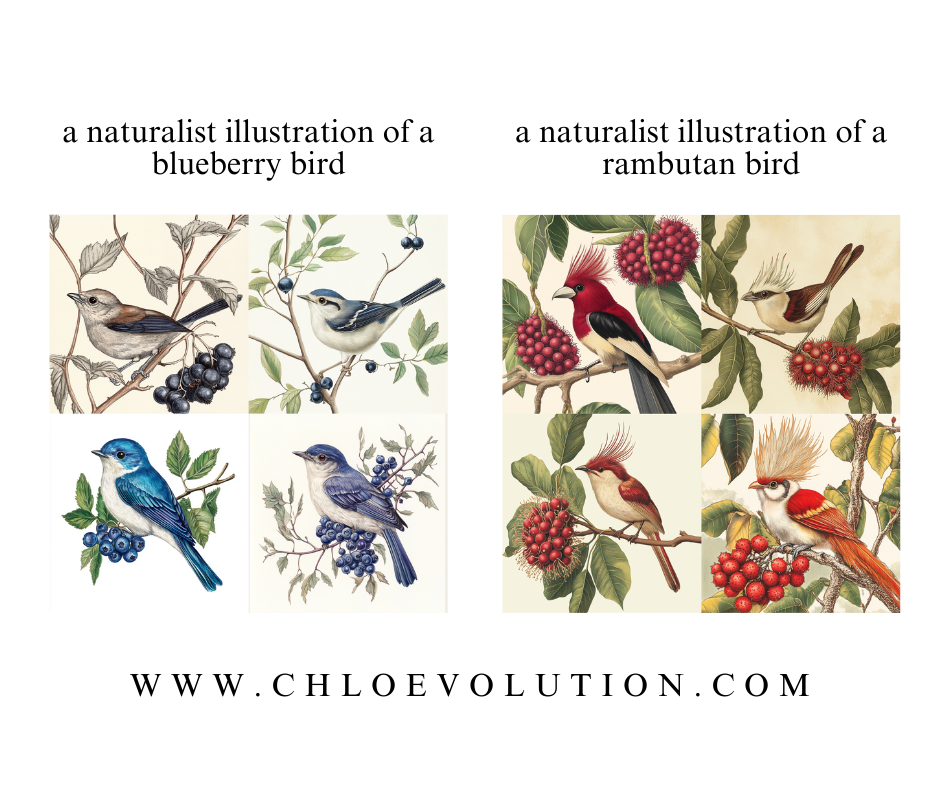 a naturalist illustration of a
blueberry bird
a naturalist illustration of a
rambutan bird
WWW.CHLOEVOLUTION.COM